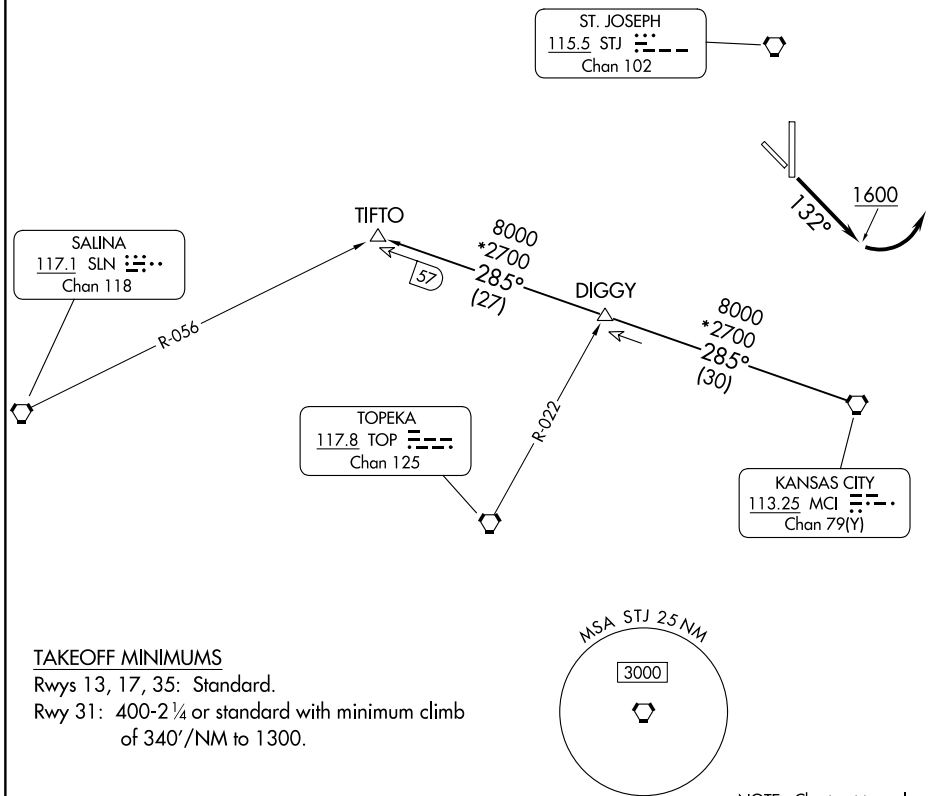 ST. JOSEPH
115.5 STJ
Chan 102
132°
1600
TIFTO
8000
*2700
285°
(27)
57
SALINA
117.1 SLN
Chan 118
R-056
DIGGY
8000
*2700
285°
(30)
R-022
TOPEKA
117.8 TOP
Chan 125
KANSAS CITY
113.25 MCI
Chan 79(Y)
MSA STJ 25 NM
3000
TAKEOFF MINIMUMS
Rwys 13, 17, 35: Standard.
Rwy 31: 400-2¼ or standard with minimum climb
of 340'/NM to 1300.